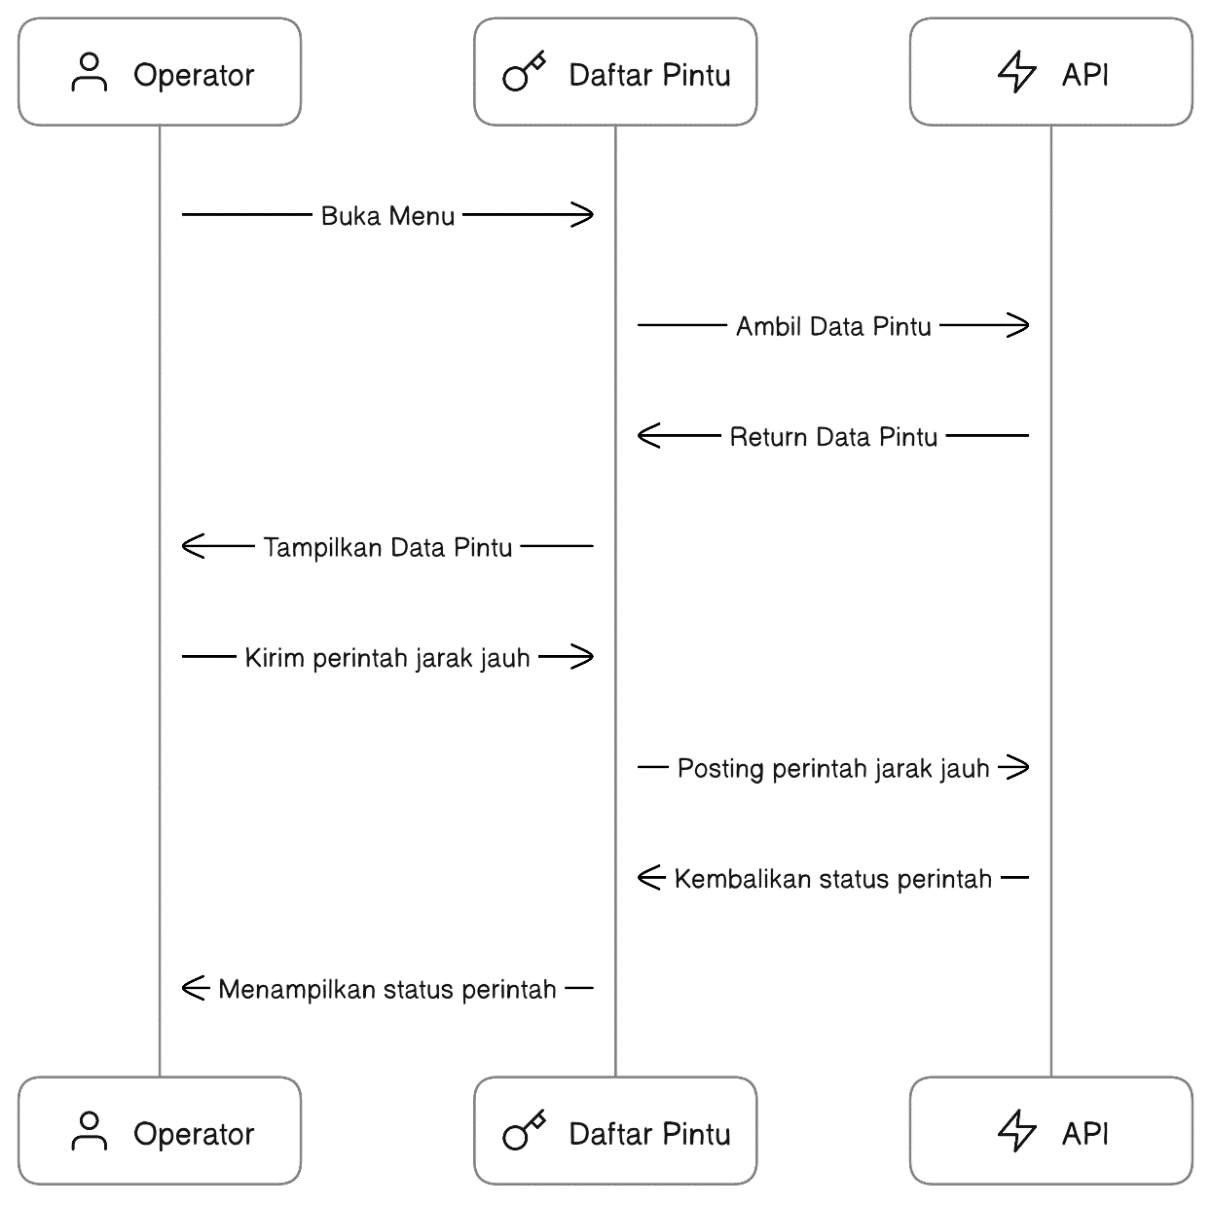 Operator
Daftar Pintu
API
Buka Menu
Ambil Data Pintu
Return Data Pintu
Tampilkan Data Pintu
Kirim perintah jarak jauh
Posting perintah jarak jauh
Kembalikan status perintah
Menampilkan status perintah
Operator
Daftar Pintu
API